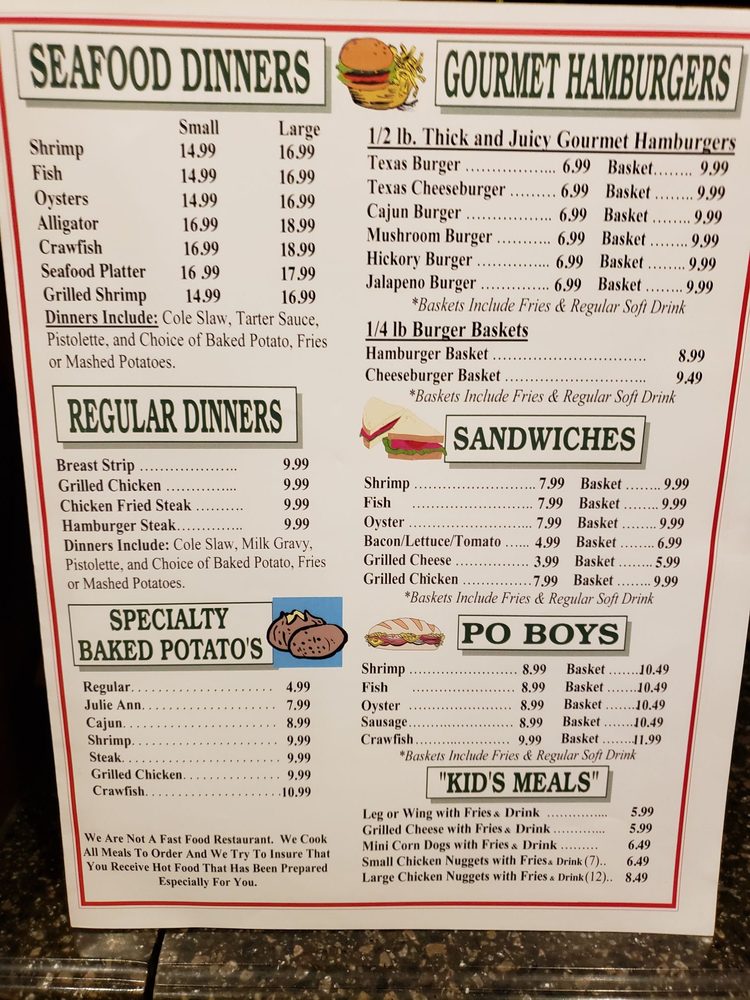 SEAFOOD DINNERS
Small Large
Shrimp 14.99 16.99
Fish 14.99 16.99
Oysters 14.99 16.99
Alligator 16.99 18.99
Crawfish 16.99 18.99
Seafood Platter 16 .99 17.99
Grilled Shrimp 14.99 16.99
Dinners Include: Cole Slaw, Tarter Sauce,
Pistolette, and Choice of Baked Potato, Fries
or Mashed Potatoes.
REGULAR DINNERS
Breast Strip ................... 9.99
Grilled Chicken .............. 9.99
Chicken Fried Steak .......... 9.99
Hamburger Steak............. 9.99
Dinners Include: Cole Slaw, Milk Gravy,
Pistolette, and Choice of Baked Potato, Fries
or Mashed Potatoes.
SPECIALTY
BAKED POTATO'S
Regular. . . . . . . . . . . . . . . . . . . . . 4.99
Julie Ann. . . . . . . . . . . . . . . . . . . . 7.99
Cajun. . . . . . . . . . . . . . . . . . . . . . . 8.99
Shrimp. . . . . . . . . . . . . . . . . . . . . . 9.99
Steak. . . . . . . . . . . . . . . . . . . . . . . . 9.99
Grilled Chicken. . . . . . . . . . . . . . . 9.99
Crawfish. . . . . . . . . . . . . . . . . . . .10.99
We Are Not A Fast Food Restaurant. We Cook
All Meals To Order And We Try To Insure That
You Receive Hot Food That Has Been Prepared
Especially For You.
GOURMET HAMBURGERS
1/2 lb. Thick and Juicy Gourmet Hamburgers
Texas Burger .................. 6.99 Basket........ 9.99
Texas Cheeseburger ......... 6.99 Basket ........ 9.99
Cajun Burger ................. 6.99 Basket ........ 9.99
Mushroom Burger ........... 6.99 Basket ........ 9.99
Hickory Burger .............. 6.99 Basket ........ 9.99
Jalapeno Burger .............. 6.99 Basket ........ 9.99
*Baskets Include Fries & Regular Soft Drink
1/4 lb Burger Baskets
Hamburger Basket ................................ 8.99
Cheeseburger Basket ............................. 9.49
*Baskets Include Fries & Regular Soft Drink
SANDWICHES
Shrimp ........................ 7.99 Basket ........ 9.99
Fish ........................ 7.99 Basket ........ 9.99
Oyster ........................ 7.99 Basket ........ 9.99
Bacon/Lettuce/Tomato ..... 4.99 Basket ........ 6.99
Grilled Cheese ............... 3.99 Basket ........ 5.99
Grilled Chicken .............. 7.99 Basket ........ 9.99
*Baskets Include Fries & Regular Soft Drink
PO BOYS
Shrimp ..................... 8.99 Basket .......10.49
Fish ..................... 8.99 Basket .......10.49
Oyster ..................... 8.99 Basket .......10.49
Sausage..................... 8.99 Basket .......10.49
Crawfish.................... 9.99 Basket .......11.99
*Baskets Include Fries & Regular Soft Drink
"KID'S MEALS"
Leg or Wing with Fries & Drink ............... 5.99
Grilled Cheese with Fries & Drink ............ 5.99
Mini Corn Dogs with Fries & Drink ......... 6.49
Small Chicken Nuggets with Fries & Drink (7).. 6.49
Large Chicken Nuggets with Fries & Drink (12).. 8.49